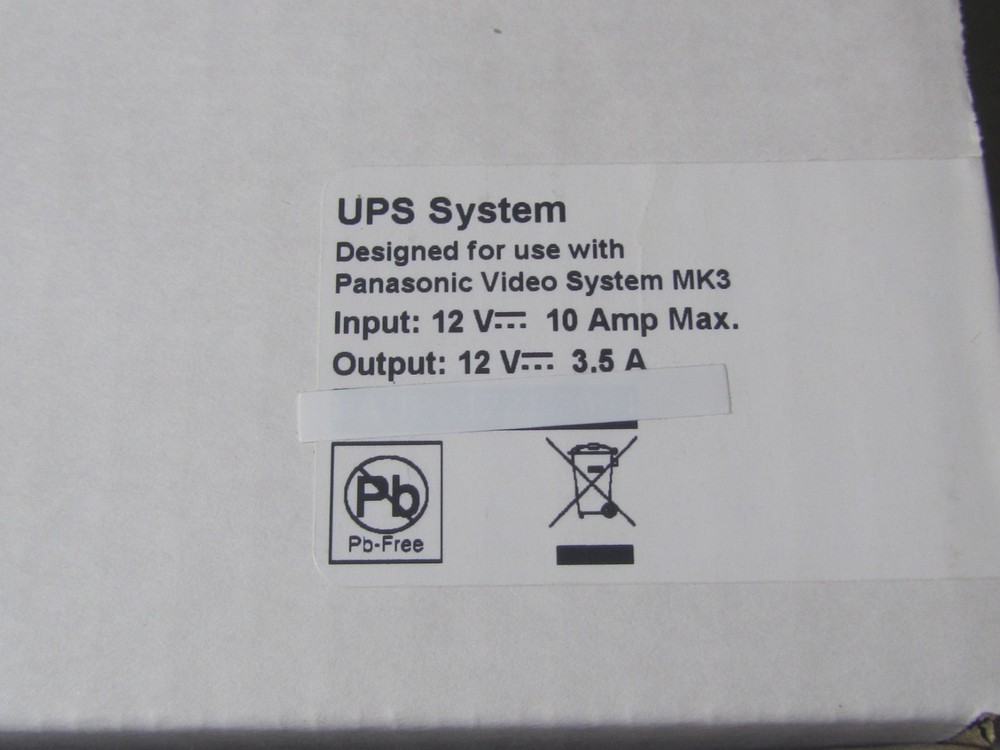 UPS System
Designed for use with
Panasonic Video System MK3
Input: 12 V⎓ 10 Amp Max.
Output: 12 V⎓ 3.5 A
Pb
Pb-Free